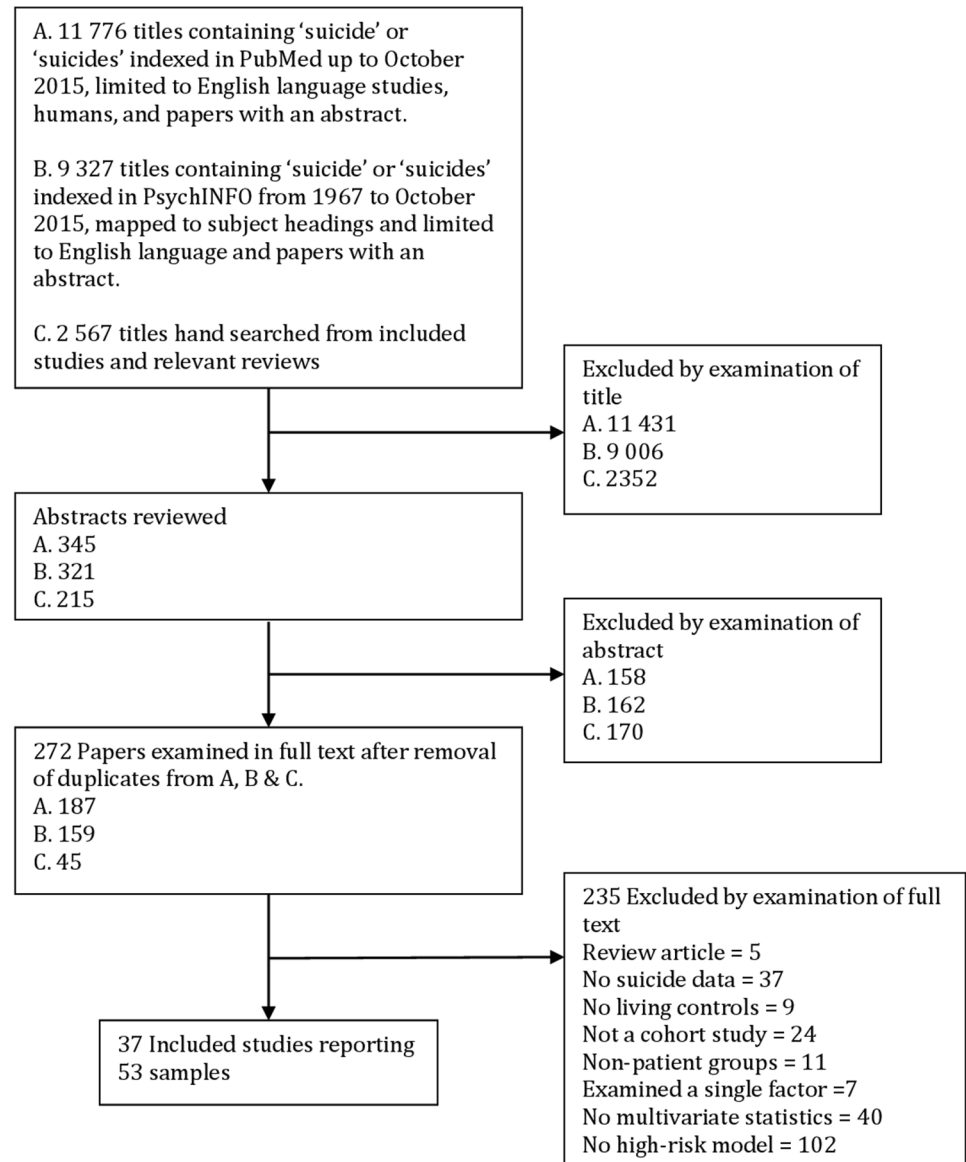 A. 11 776 titles containing ‘suicide’ or
‘suicides’ indexed in PubMed up to October
2015, limited to English language studies,
humans, and papers with an abstract.
B. 9 327 titles containing ‘suicide’ or ‘suicides’
indexed in PsychINFO from 1967 to October
2015, mapped to subject headings and limited
to English language and papers with an
abstract.
C. 2 567 titles hand searched from included
studies and relevant reviews
Excluded by examination of
title
A. 11 431
B. 9 006
C. 2352
Abstracts reviewed
A. 345
B. 321
C. 215
Excluded by examination of
abstract
A. 158
B. 162
C. 170
272 Papers examined in full text after removal
of duplicates from A, B & C.
A. 187
B. 159
C. 45
235 Excluded by examination of full
text
Review article = 5
No suicide data = 37
No living controls = 9
Not a cohort study = 24
Non-patient groups = 11
Examined a single factor =7
No multivariate statistics = 40
No high-risk model = 102
37 Included studies reporting
53 samples